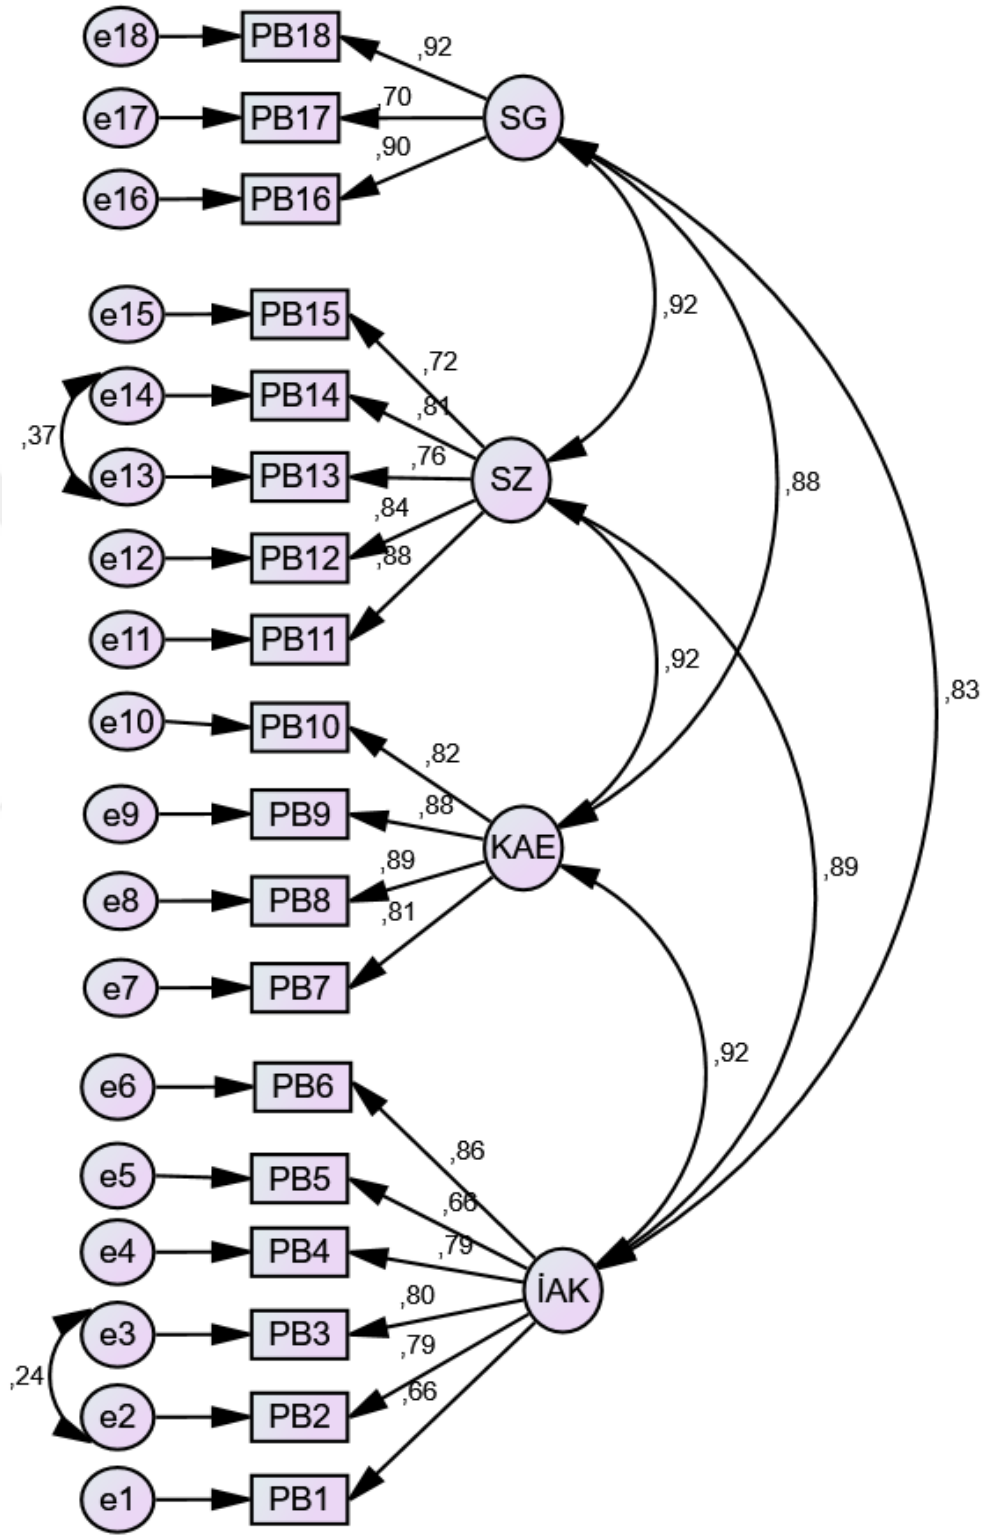 e18 PB18 ,92
e17 PB17 ,70 SG
e16 PB16 ,90
e15 PB15 ,92
,72
e14 PB14 ,81
,37
e13 PB13 ,76 SZ ,88
,84
e12 PB12 ,88
e11 PB11
,92
,83
e10 PB10 ,82
e9 PB9 ,88
KAE
,89
e8 PB8 ,89
,81
e7 PB7
,92
e6 PB6
,86
e5 PB5 ,66
e4 PB4 ,79
İAK
,80
e3 PB3 ,79
,24
,66
e2 PB2
e1 PB1